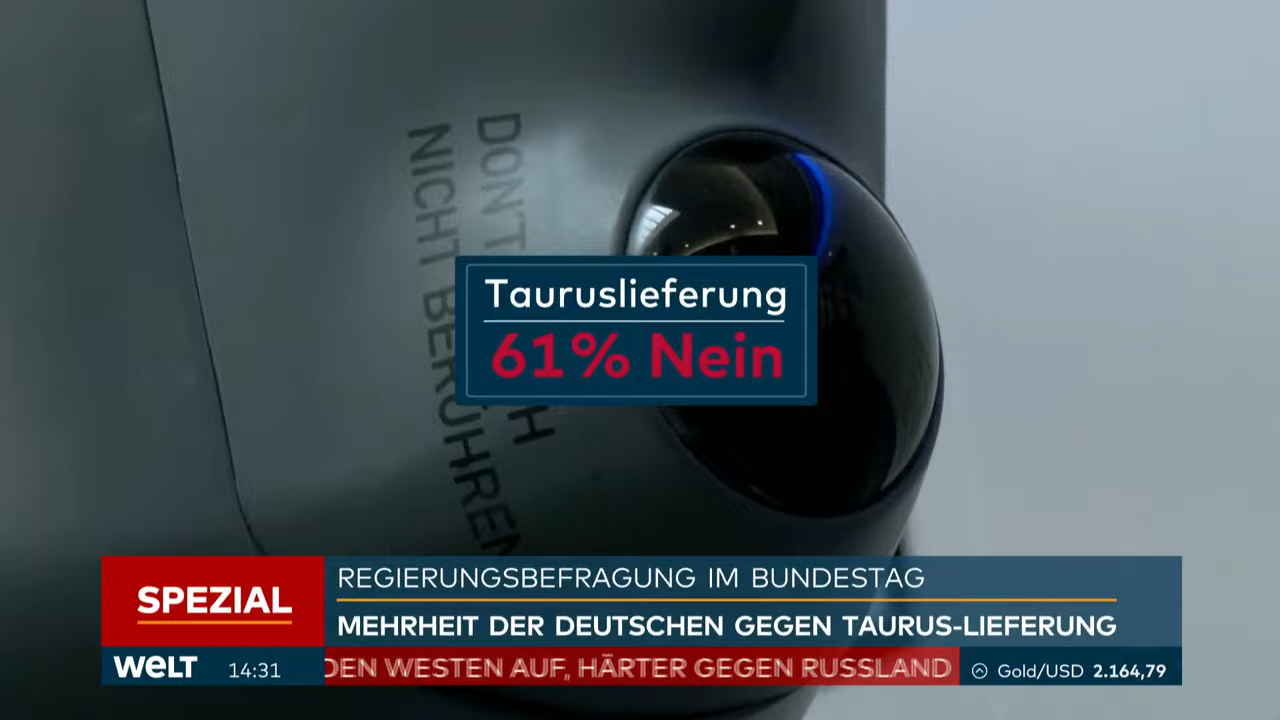 DON'T
NICHT BERÜHREN
Tauruslieferung
61% Nein
SPEZIAL
REGIERUNGSBEFRAGUNG IM BUNDESTAG
MEHRHEIT DER DEUTSCHEN GEGEN TAURUS-LIEFERUNG
WELT 14:31 DEN WESTEN AUF, HÄRTER GEGEN RUSSLAND Gold/USD 2.164,79